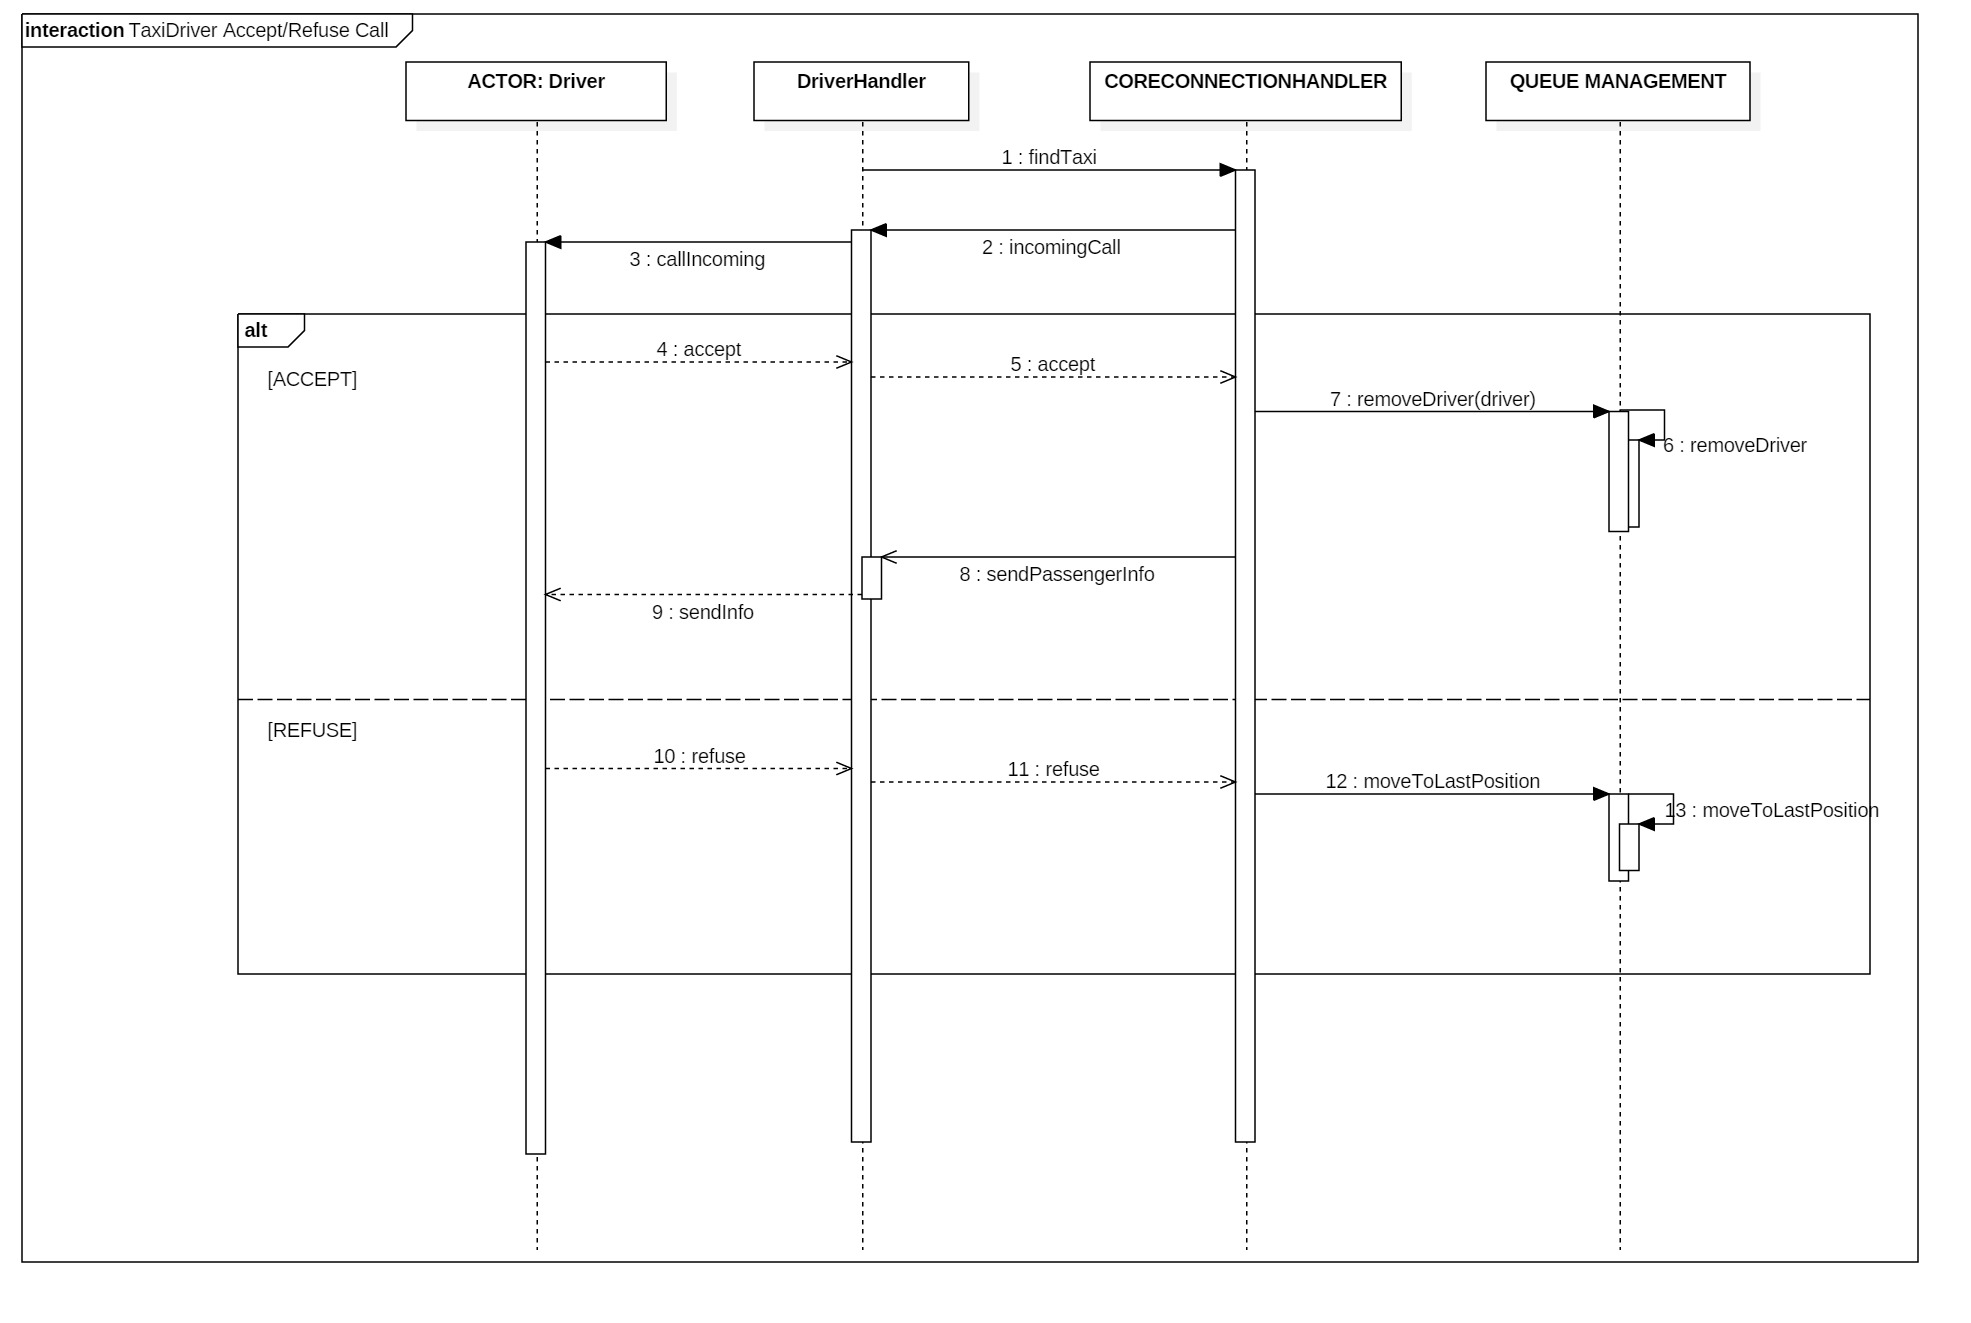 interaction TaxiDriver Accept/Refuse Call
ACTOR: Driver
DriverHandler
CORECONNECTIONHANDLER
QUEUE MANAGEMENT
1 : findTaxi
2 : incomingCall
3 : callIncoming
alt
[ACCEPT]
4 : accept
5 : accept
7 : removeDriver(driver)
6 : removeDriver
8 : sendPassengerInfo
9 : sendInfo
[REFUSE]
10 : refuse
11 : refuse
12 : moveToLastPosition
13 : moveToLastPosition